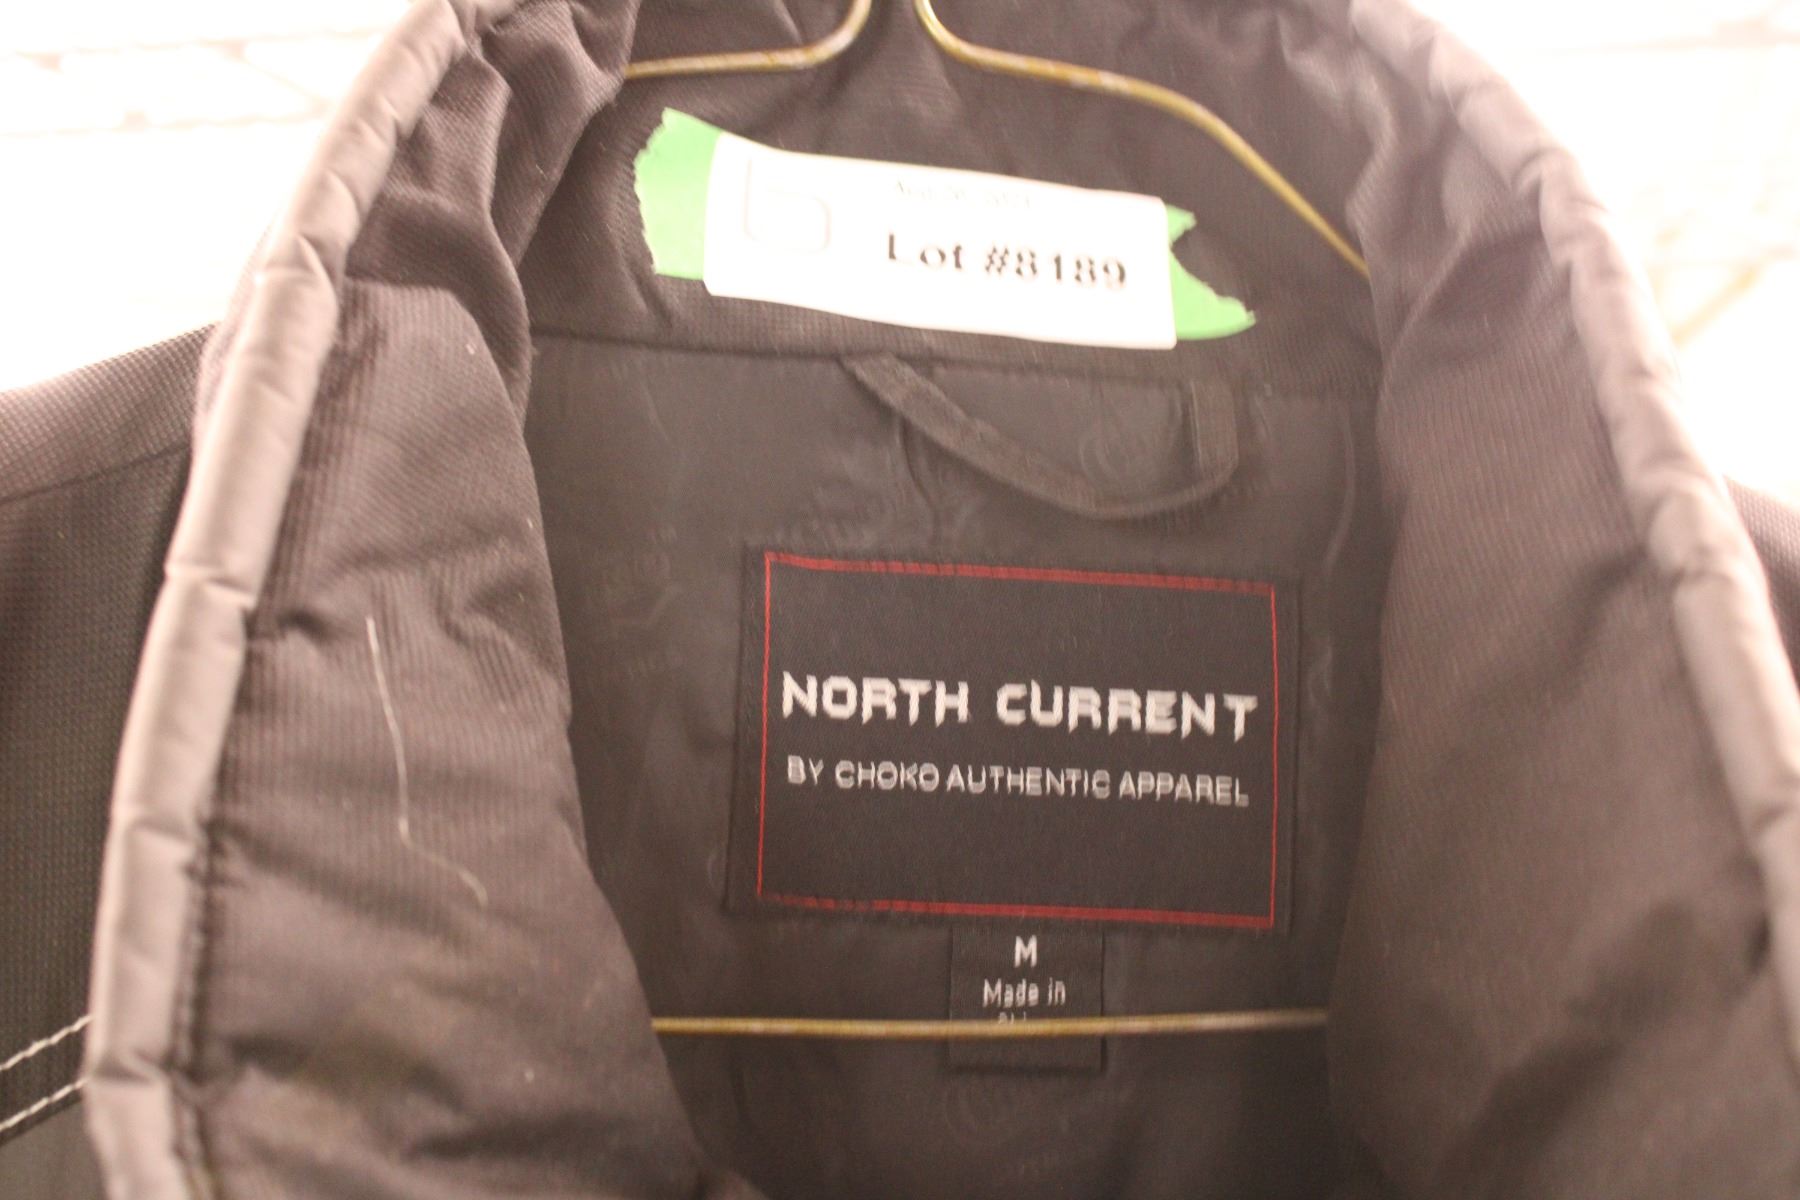 Lot #8189
NORTH CURRENT
BY CHOKO AUTHENTIC APPAREL
M
Made in